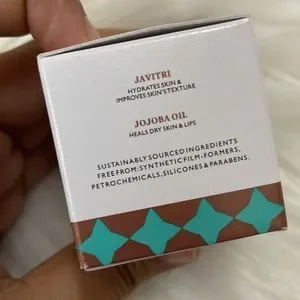 JAVITRI
HYDRATES SKIN &
IMPROVES SKIN'S TEXTURE
JOJOBA OIL
HEALS DRY SKIN & LIPS
SUSTAINABLY SOURCED INGREDIENTS
FREE FROM: SYNTHETIC FILM-FORMERS,
PETROCHEMICALS, SILICONES & PARABENS.